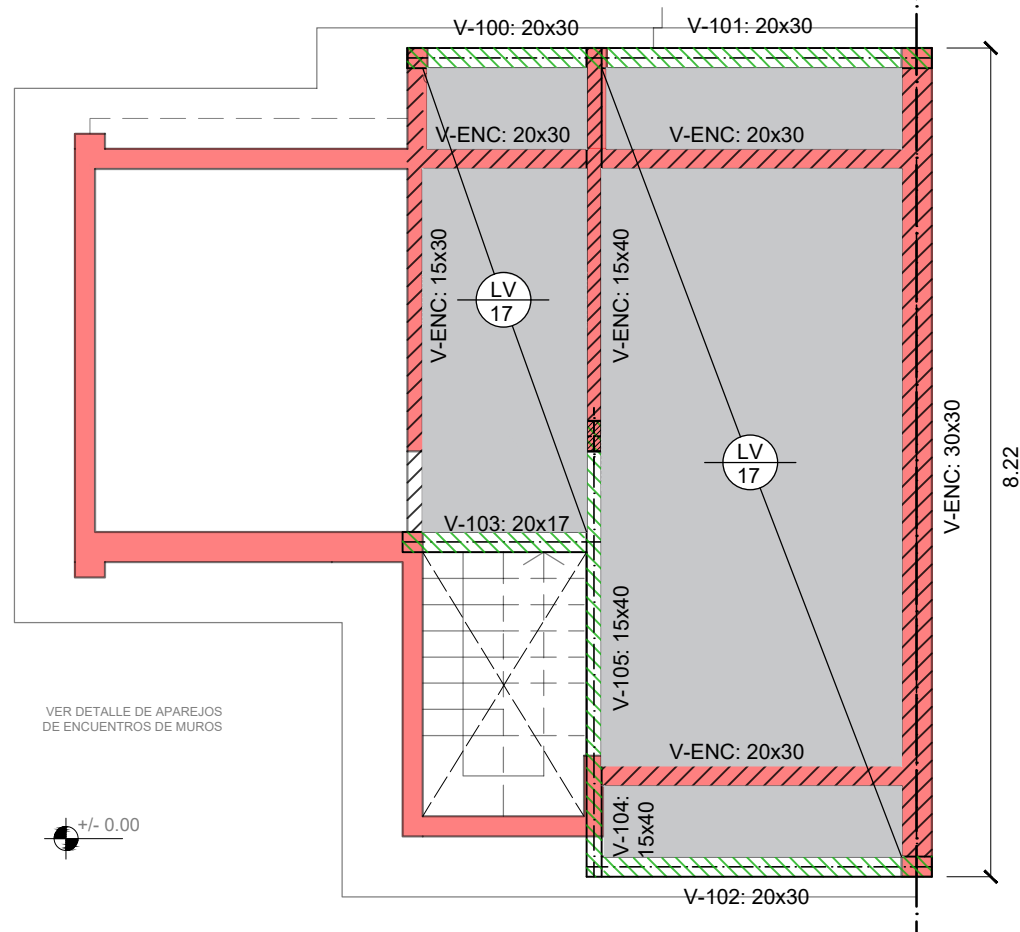 V-100: 20x30
V-101: 20x30
V-ENC: 20x30
V-ENC: 20x30
V-ENC: 15x30
V-ENC: 15x40
LV
17
LV
17
V-ENC: 30x30
8.22
V-103: 20x17
V-105: 15x40
VER DETALLE DE APAREJOS
DE ENCUENTROS DE MUROS
V-ENC: 20x30
V-104:
15x40
+/- 0.00
V-102: 20x30